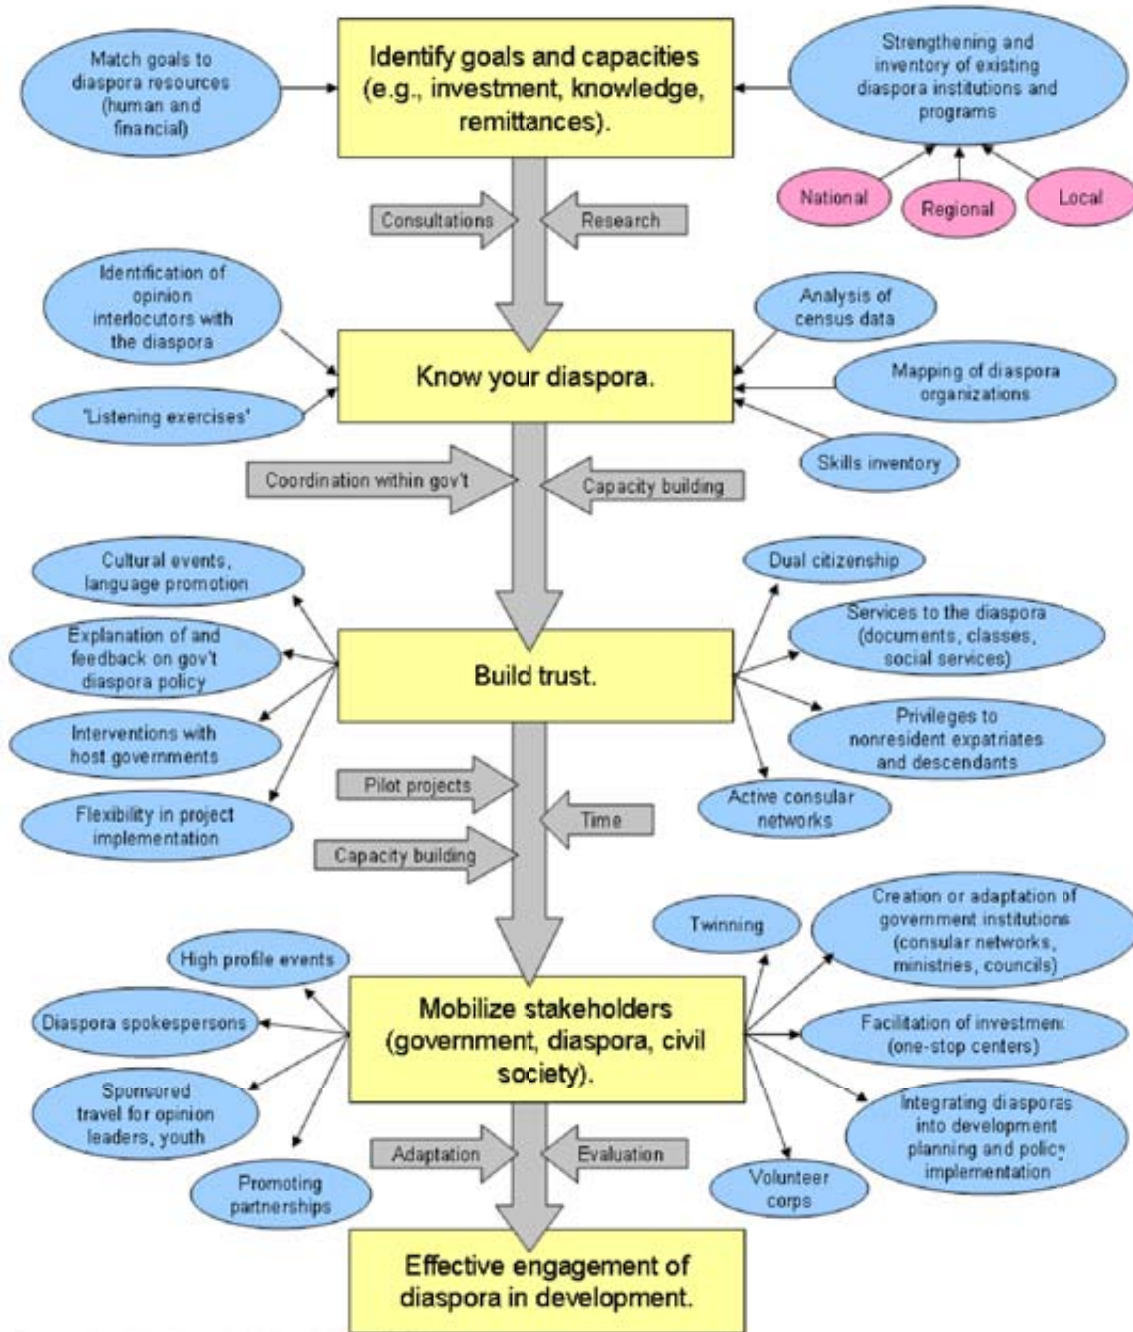 Match goals to
diaspora resources
(human and
financial)
Identify goals and capacities
(e.g., investment, knowledge,
remittances).
Strengthening and
inventory of existing
diaspora institutions and
programs
National
Regional
Local
Consultations
Research
Identification of
opinion
interlocutors with
the diaspora
'Listening exercises'
Know your diaspora.
Analysis of
census data
Mapping of diaspora
organizations
Skills inventory
Coordination within gov't
Capacity building
Cultural events,
language promotion
Explanation of and
feedback on gov't
diaspora policy
Interventions with
host governments
Flexibility in project
implementation
Build trust.
Dual citizenship
Services to the diaspora
(documents, classes,
social services)
Privileges to
nonresident expatriates
and descendants
Active consular
networks
Pilot projects
Time
Capacity building
High profile events
Diaspora spokespersons
Sponsored
travel for opinion
leaders, youth
Promoting
partnerships
Mobilize stakeholders
(government, diaspora, civil
society).
Twinning
Creation or adaptation of
government institutions
(consular networks,
ministries, councils)
Facilitation of investment
(one-stop centers)
Integrating diasporas
into development
planning and policy
implementation
Volunteer
corps
Adaptation
Evaluation
Effective engagement of
diaspora in development.